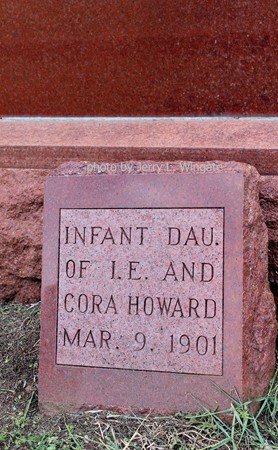 photo by Jerry L. Wingate
INFANT DAU.
OF I.E. AND
CORA HOWARD
MAR. 9, 1901